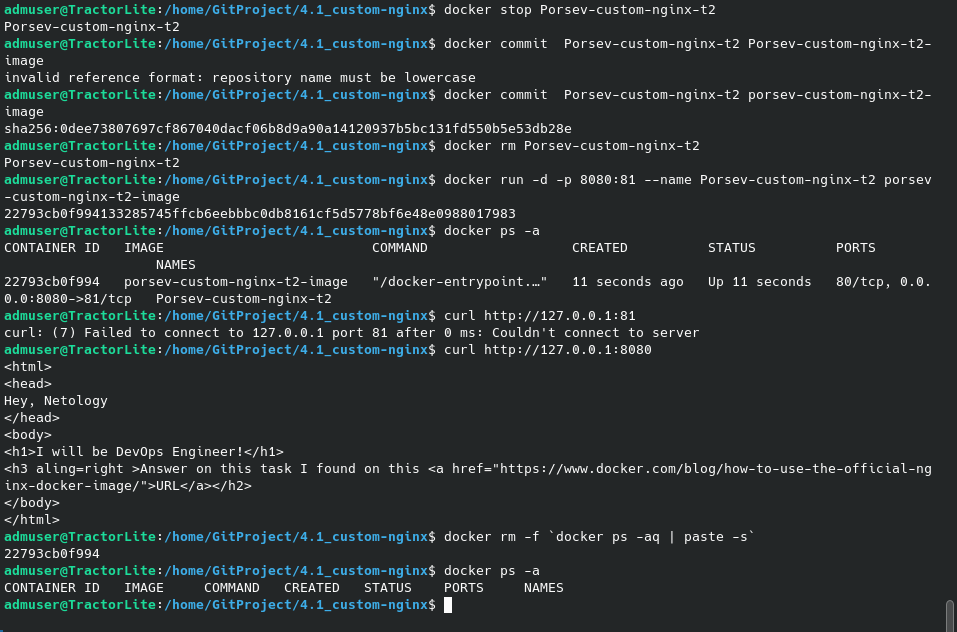 admuser@TractorLite:/home/GitProject/4.1_custom-nginx$ docker stop Porsev-custom-nginx-t2
Porsev-custom-nginx-t2
admuser@TractorLite:/home/GitProject/4.1_custom-nginx$ docker commit  Porsev-custom-nginx-t2 Porsev-custom-nginx-t2-
image
invalid reference format: repository name must be lowercase
admuser@TractorLite:/home/GitProject/4.1_custom-nginx$ docker commit  Porsev-custom-nginx-t2 porsev-custom-nginx-t2-
image
sha256:0dee73807697cf867040dacf06b8d9a90a14120937b5bc131fd550b5e53db28e
admuser@TractorLite:/home/GitProject/4.1_custom-nginx$ docker rm Porsev-custom-nginx-t2
Porsev-custom-nginx-t2
admuser@TractorLite:/home/GitProject/4.1_custom-nginx$ docker run -d -p 8080:81 --name Porsev-custom-nginx-t2 porsev
-custom-nginx-t2-image
22793cb0f994133285745ffcb6eebbbc0db8161cf5d5778bf6e48e0988017983
admuser@TractorLite:/home/GitProject/4.1_custom-nginx$ docker ps -a
CONTAINER ID   IMAGE                          COMMAND                  CREATED          STATUS          PORTS
                   NAMES
22793cb0f994   porsev-custom-nginx-t2-image   "/docker-entrypoint.…"   11 seconds ago   Up 11 seconds   80/tcp, 0.0.
0.0:8080->81/tcp   Porsev-custom-nginx-t2
admuser@TractorLite:/home/GitProject/4.1_custom-nginx$ curl http://127.0.0.1:81
curl: (7) Failed to connect to 127.0.0.1 port 81 after 0 ms: Couldn't connect to server
admuser@TractorLite:/home/GitProject/4.1_custom-nginx$ curl http://127.0.0.1:8080
<html>
<head>
Hey, Netology
</head>
<body>
<h1>I will be DevOps Engineer!</h1>
<h3 aling=right >Answer on this task I found on this <a href="https://www.docker.com/blog/how-to-use-the-official-ng
inx-docker-image/">URL</a></h2>
</body>
</html>
admuser@TractorLite:/home/GitProject/4.1_custom-nginx$ docker rm -f `docker ps -aq | paste -s`
22793cb0f994
admuser@TractorLite:/home/GitProject/4.1_custom-nginx$ docker ps -a
CONTAINER ID   IMAGE     COMMAND   CREATED   STATUS    PORTS     NAMES
admuser@TractorLite:/home/GitProject/4.1_custom-nginx$